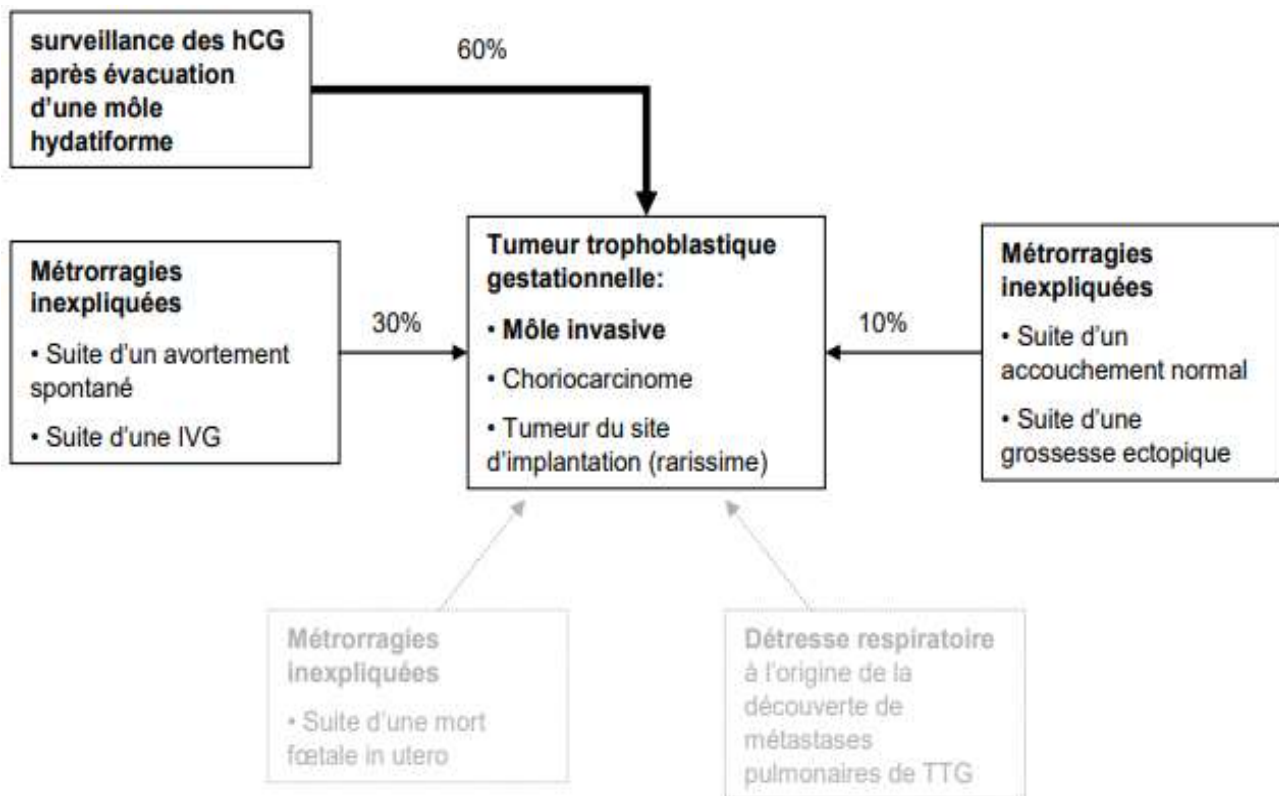 surveillance des hCG
après évacuation
d'une môle
hydatiforme
60%
Métrorragies
inexpliquées
• Suite d'un avortement
spontané
• Suite d'une IVG
30%
Tumeur trophoblastique
gestationnelle:
• Môle invasive
• Choriocarcinome
• Tumeur du site
d'implantation (rarissime)
10%
Métrorragies
inexpliquées
• Suite d'un
accouchement normal
• Suite d'une
grossesse ectopique
Métrorragies
inexpliquées
• Suite d'une mort
fœtale in utero
Détresse respiratoire
à l'origine de la
découverte de
métastases
pulmonaires de TTG